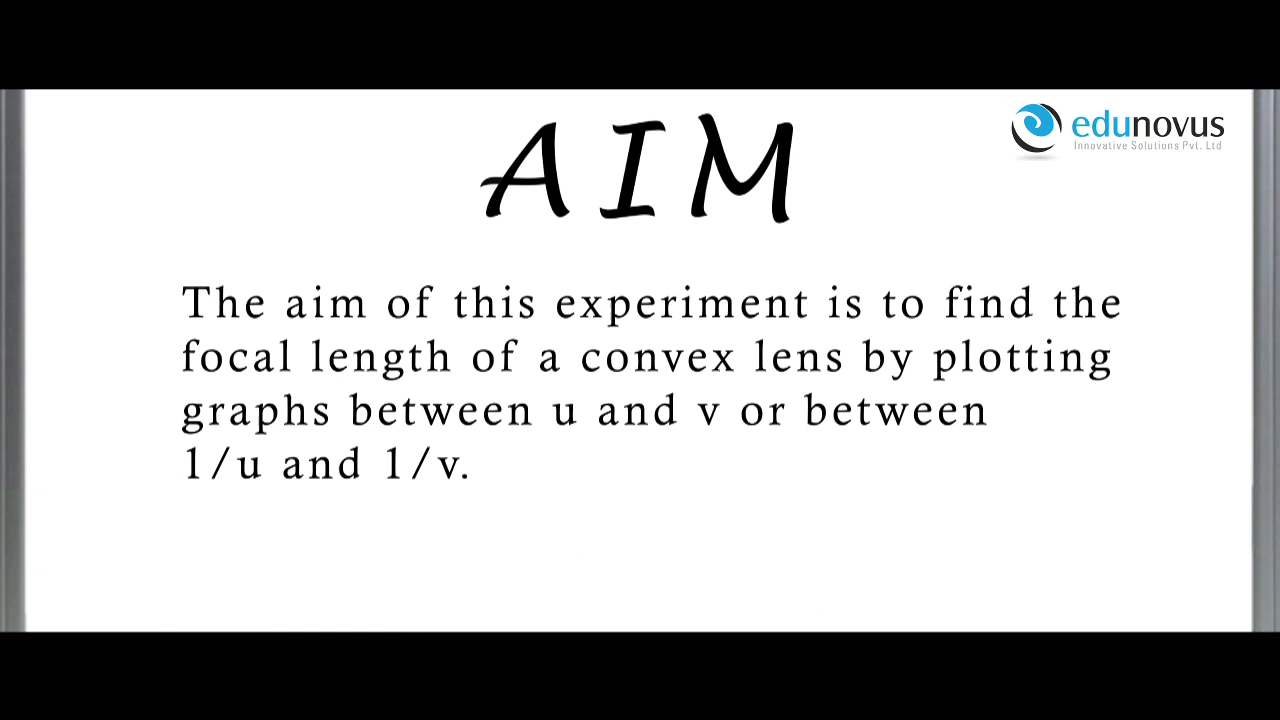 edunovus
Innovative Solutions Pvt. Ltd
AIM
The aim of this experiment is to find the
focal length of a convex lens by plotting
graphs between u and v or between
1/u and 1/v.